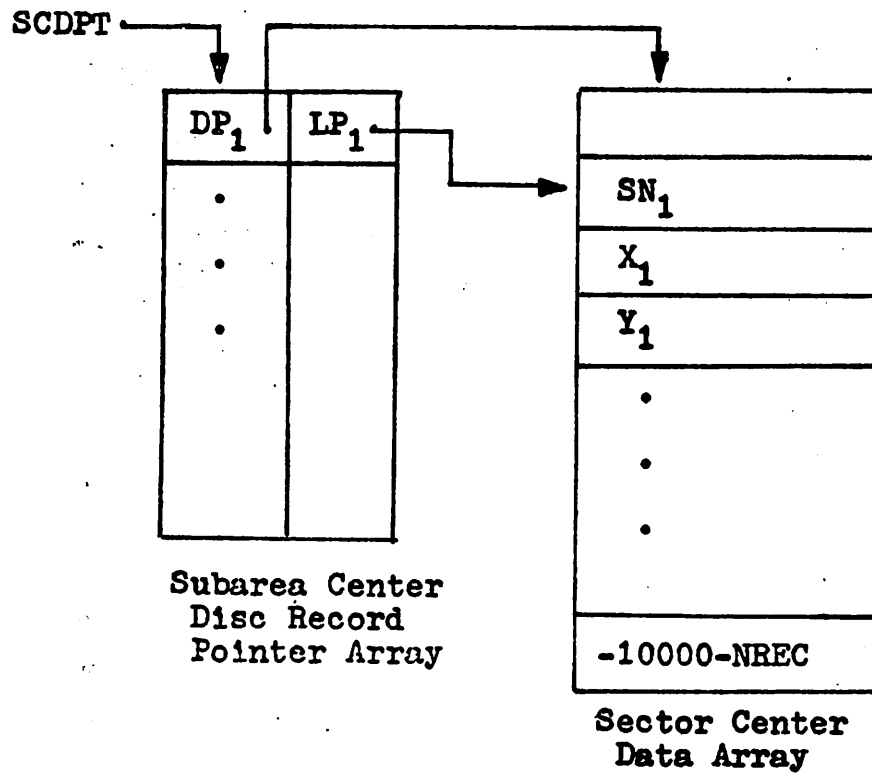 SCDPT
DP1 LP1
SN1
X1
Y1
-10000-NREC
Subarea Center
Disc Record
Pointer Array
Sector Center
Data Array